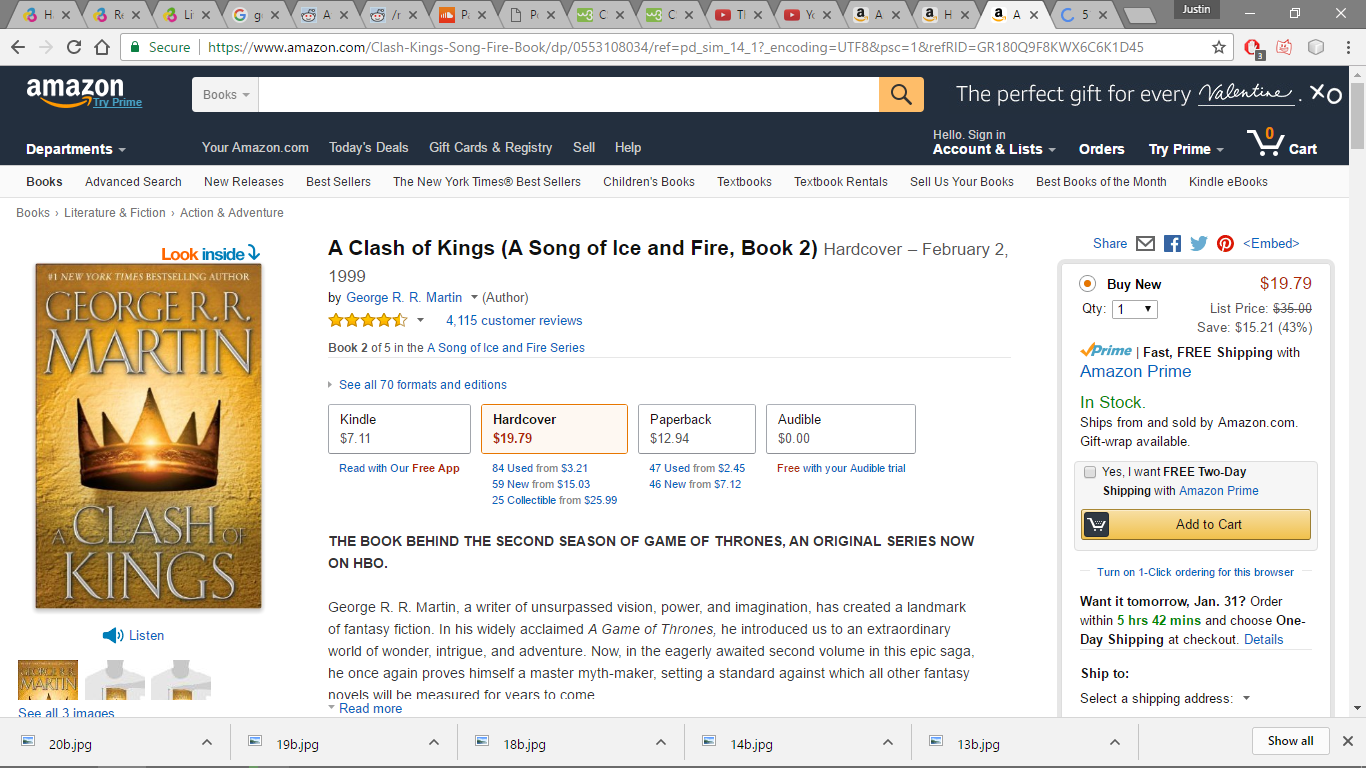 Justin
Secure https://www.amazon.com/Clash-Kings-Song-Fire-Book/dp/0553108034/ref=pd_sim_14_1?_encoding=UTF8&psc=1&refRID=GR180Q9F8KWX6C6K1D45
3
amazon
Try Prime
Books
The perfect gift for every Valentine. XO
Departments
Your Amazon.com Today's Deals Gift Cards & Registry Sell Help
Hello. Sign in
Account & Lists Orders Try Prime 0 Cart
Books Advanced Search New Releases Best Sellers The New York Times® Best Sellers Children's Books Textbooks Textbook Rentals Sell Us Your Books Best Books of the Month Kindle eBooks
Books › Literature & Fiction › Action & Adventure
Look inside
#1 NEW YORK TIMES BESTSELLING AUTHOR
GEORGE R.R.
MARTIN
A CLASH OF
KINGS
Listen
GEORGE R.R.
MARTIN
See all 3 images
A Clash of Kings (A Song of Ice and Fire, Book 2) Hardcover – February 2,
1999
by George R. R. Martin (Author)
4,115 customer reviews
Book 2 of 5 in the A Song of Ice and Fire Series
See all 70 formats and editions
Kindle
$7.11
Read with Our Free App
Hardcover
$19.79
84 Used from $3.21
59 New from $15.03
25 Collectible from $25.99
Paperback
$12.94
47 Used from $2.45
46 New from $7.12
Audible
$0.00
Free with your Audible trial
THE BOOK BEHIND THE SECOND SEASON OF GAME OF THRONES, AN ORIGINAL SERIES NOW
ON HBO.
George R. R. Martin, a writer of unsurpassed vision, power, and imagination, has created a landmark
of fantasy fiction. In his widely acclaimed A Game of Thrones, he introduced us to an extraordinary
world of wonder, intrigue, and adventure. Now, in the eagerly awaited second volume in this epic saga,
he once again proves himself a master myth-maker, setting a standard against which all other fantasy
novels will be measured for years to come
Read more
Share <Embed>
Buy New $19.79
Qty: 1 List Price: $35.00
Save: $15.21 (43%)
Prime | Fast, FREE Shipping with
Amazon Prime
In Stock.
Ships from and sold by Amazon.com.
Gift-wrap available.
Yes, I want FREE Two-Day
Shipping with Amazon Prime
Add to Cart
Turn on 1-Click ordering for this browser
Want it tomorrow, Jan. 31? Order
within 5 hrs 42 mins and choose One-
Day Shipping at checkout. Details
Ship to:
Select a shipping address:
20b.jpg 19b.jpg 18b.jpg 14b.jpg 13b.jpg Show all